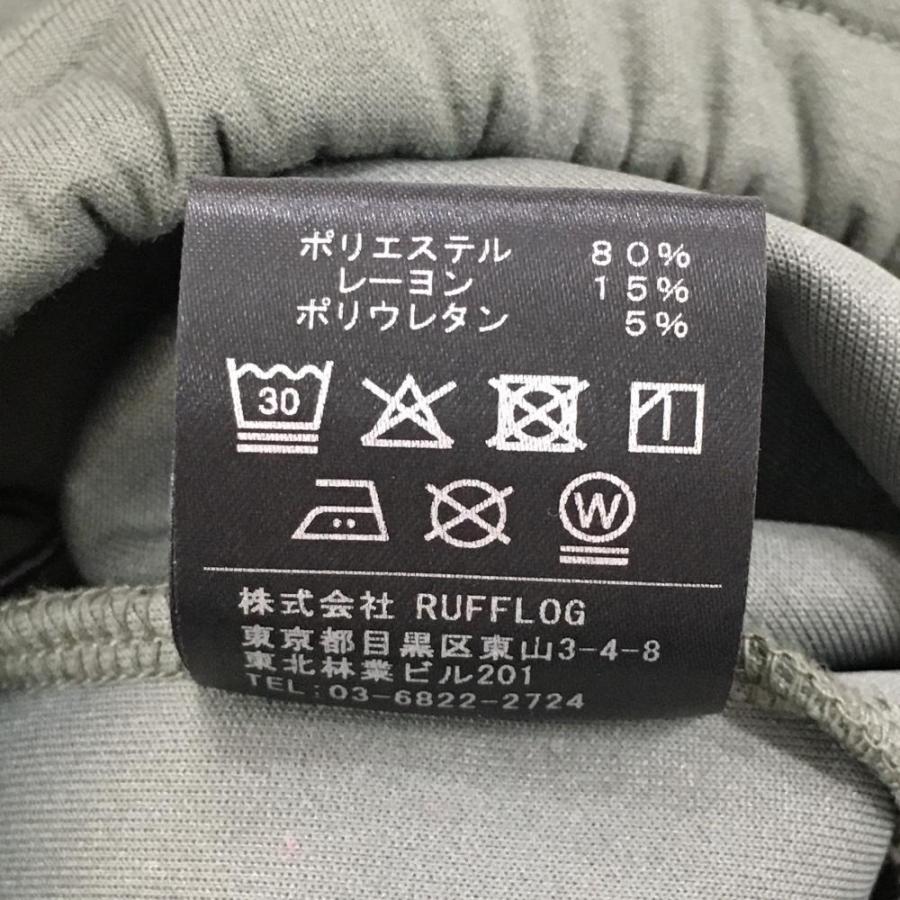 ポリエステル 80%
レーヨン 15%
ポリウレタン 5%
30
W
株式会社 RUFFLOG
東京都目黒区東山3-4-8
東北林業ビル201
TEL:03-6822-2724